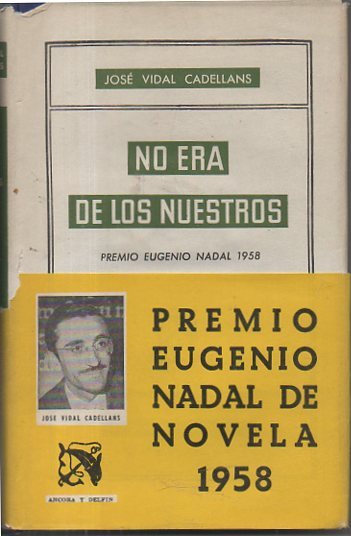 JOSÉ VIDAL CADELLANS
NO ERA
DE LOS NUESTROS
PREMIO EUGENIO NADAL 1958
PREMIO
EUGENIO
NADAL DE
NOVELA
1958
JOSE VIDAL CADELLANS
ANCORA Y DELFIN